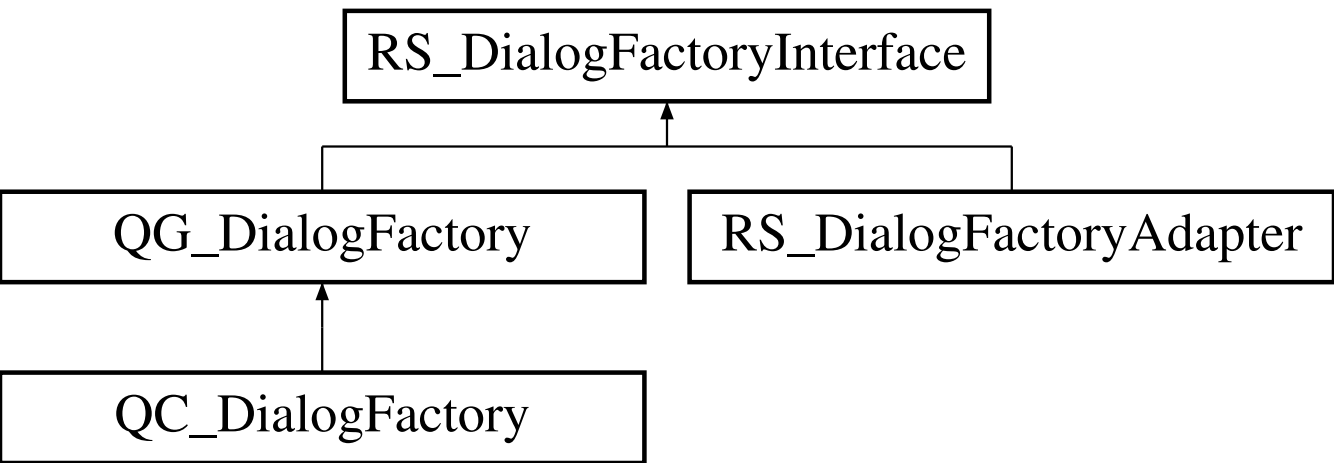 RS_DialogFactoryInterface
QG_DialogFactory
RS_DialogFactoryAdapter
QC_DialogFactory